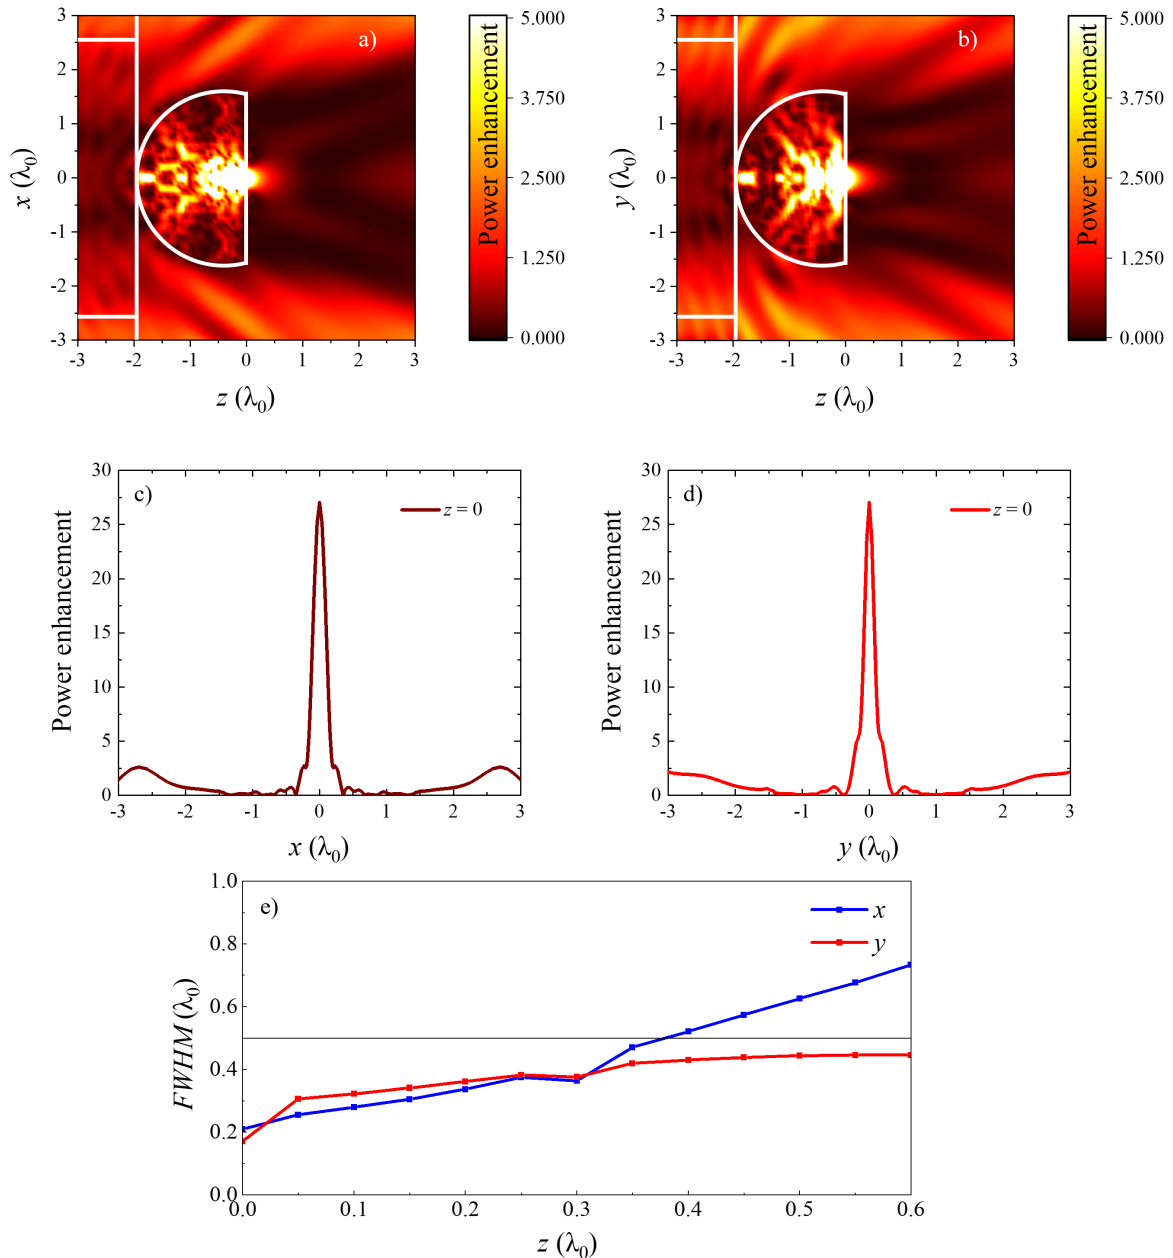 a)
x (λ₀)
3
2
1
0
-1
-2
-3
-3 -2 -1 0 1 2 3
z (λ₀)
Power enhancement
5.000
3.750
2.500
1.250
0.000
b)
y (λ₀)
3
2
1
0
-1
-2
-3
-3 -2 -1 0 1 2 3
z (λ₀)
Power enhancement
5.000
3.750
2.500
1.250
0.000
c)
z = 0
Power enhancement
30
25
20
15
10
5
0
-3 -2 -1 0 1 2 3
x (λ₀)
d)
z = 0
Power enhancement
30
25
20
15
10
5
0
-3 -2 -1 0 1 2 3
y (λ₀)
e)
x
y
FWHM (λ₀)
1.0
0.8
0.6
0.4
0.2
0.0
0.0 0.1 0.2 0.3 0.4 0.5 0.6
z (λ₀)